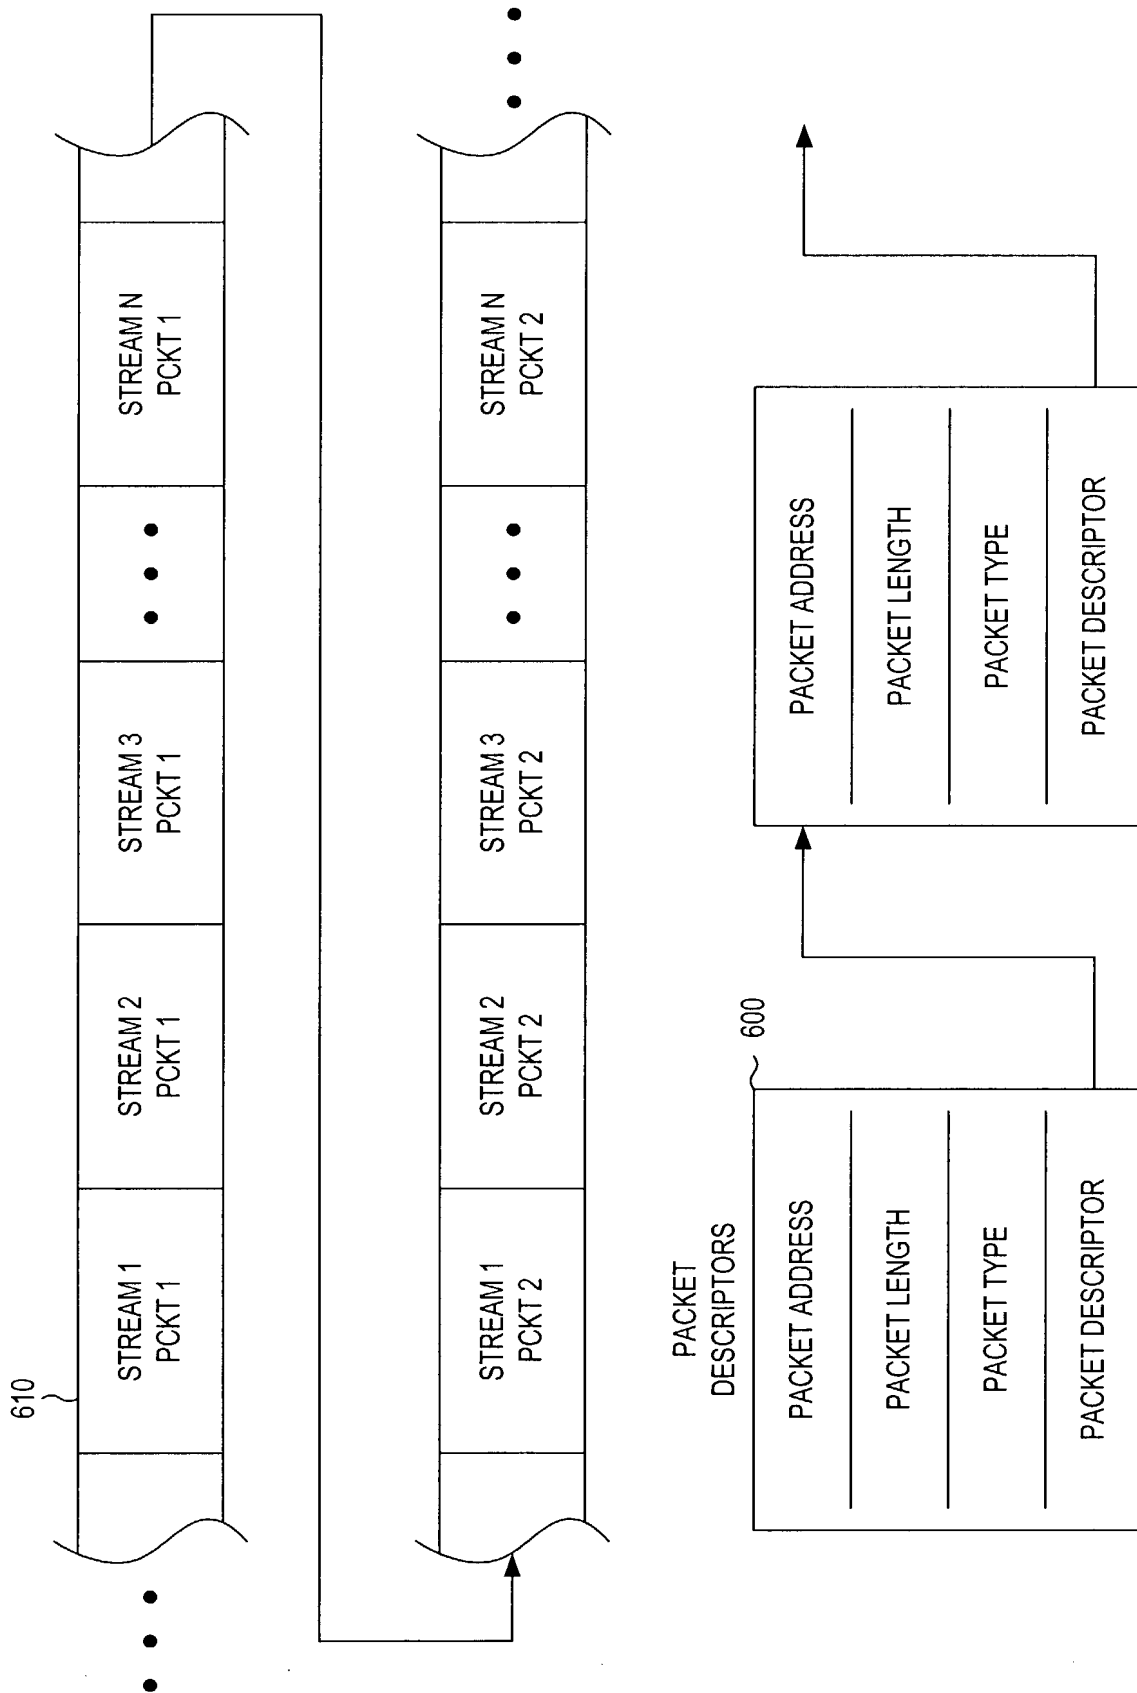 610
STREAM 1
PCKT 1
STREAM 2
PCKT 1
STREAM 3
PCKT 1
STREAM N
PCKT 1
STREAM 1
PCKT 2
STREAM 2
PCKT 2
STREAM 3
PCKT 2
STREAM N
PCKT 2
PACKET
DESCRIPTORS
600
PACKET ADDRESS
PACKET LENGTH
PACKET TYPE
PACKET DESCRIPTOR
PACKET ADDRESS
PACKET LENGTH
PACKET TYPE
PACKET DESCRIPTOR